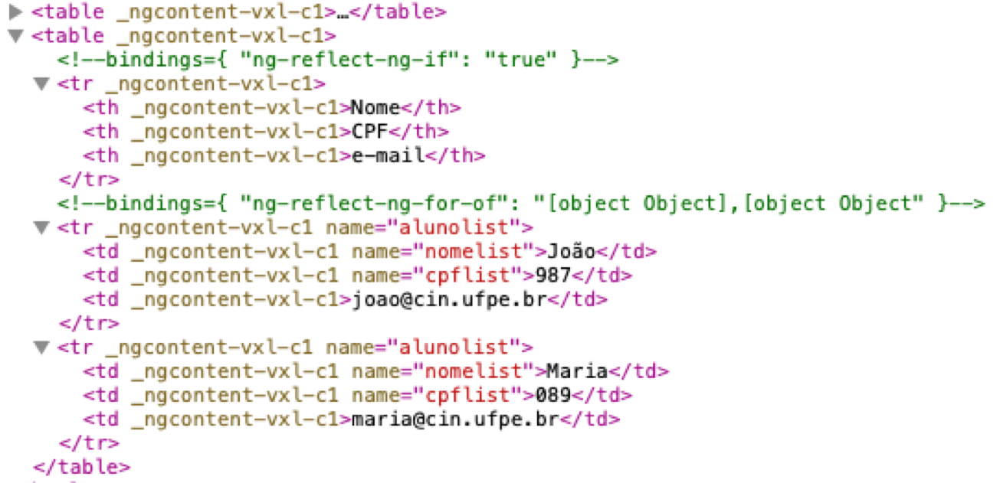 ▶ <table _ngcontent-vxl-c1>…</table>
▼ <table _ngcontent-vxl-c1>
<!--bindings={ "ng-reflect-ng-if": "true" }-->
▼ <tr _ngcontent-vxl-c1>
<th _ngcontent-vxl-c1>Nome</th>
<th _ngcontent-vxl-c1>CPF</th>
<th _ngcontent-vxl-c1>e-mail</th>
</tr>
<!--bindings={ "ng-reflect-ng-for-of": "[object Object],[object Object" }-->
▼ <tr _ngcontent-vxl-c1 name="alunolist">
<td _ngcontent-vxl-c1 name="nomelist">João</td>
<td _ngcontent-vxl-c1 name="cpflist">987</td>
<td _ngcontent-vxl-c1>joao@cin.ufpe.br</td>
</tr>
▼ <tr _ngcontent-vxl-c1 name="alunolist">
<td _ngcontent-vxl-c1 name="nomelist">Maria</td>
<td _ngcontent-vxl-c1 name="cpflist">089</td>
<td _ngcontent-vxl-c1>maria@cin.ufpe.br</td>
</tr>
</table>